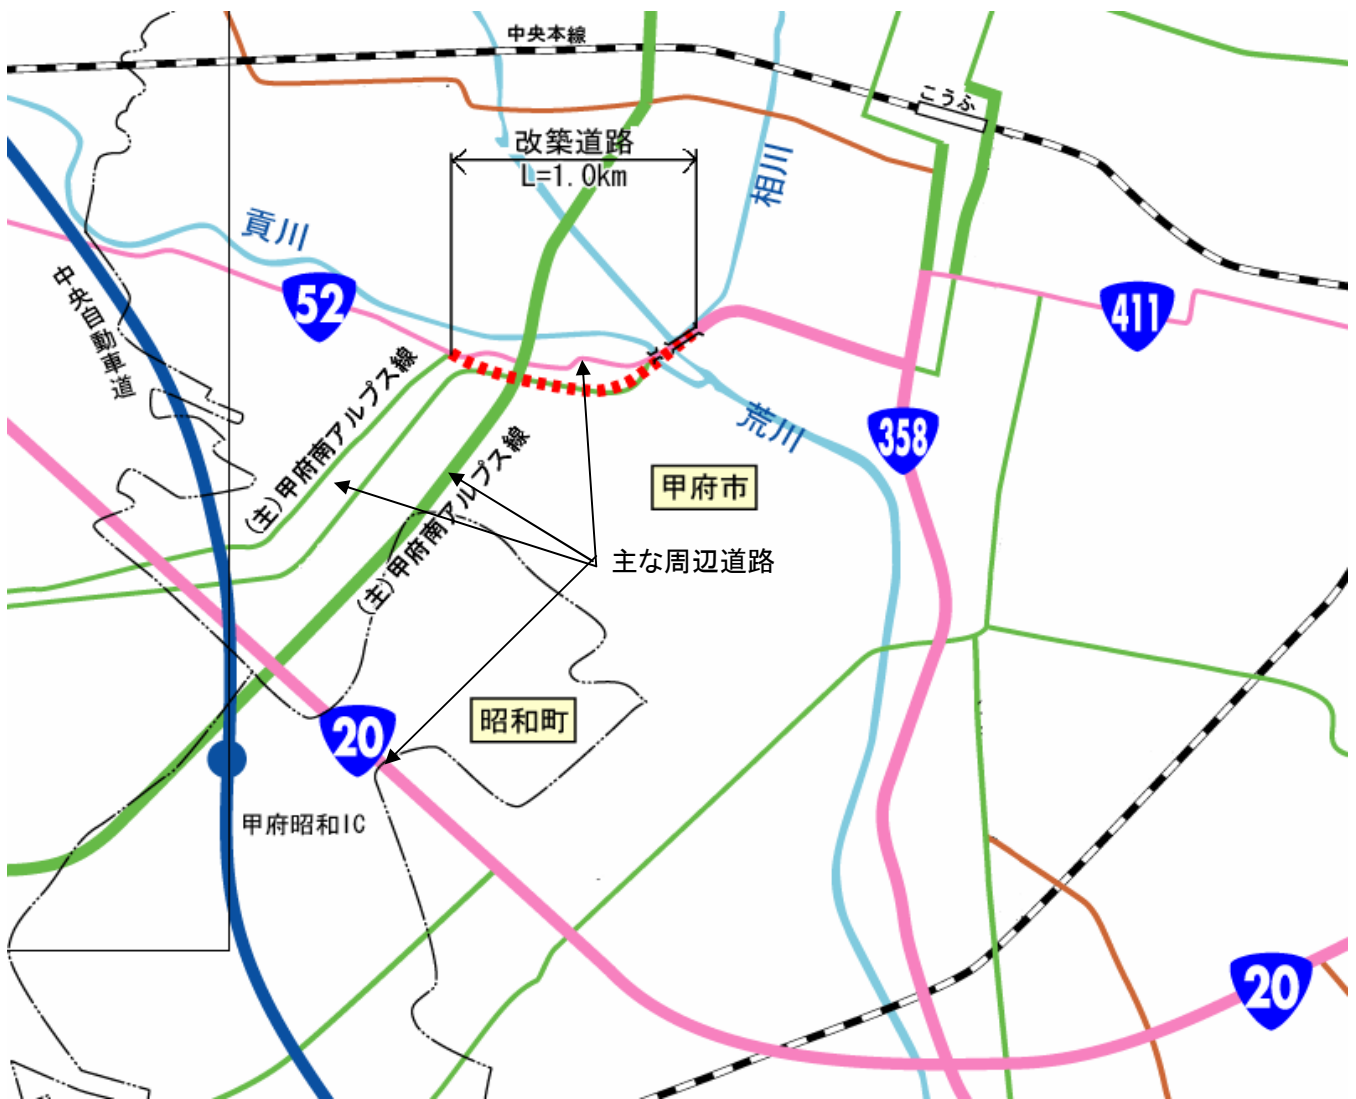 中央本線
こうふ
改築道路
L=1.0km
相川
貢川
52
中央自動車道
411
(主)甲府南アルプス線
荒川
358
(主)甲府南アルプス線
甲府市
主な周辺道路
昭和町
20
甲府昭和IC
20